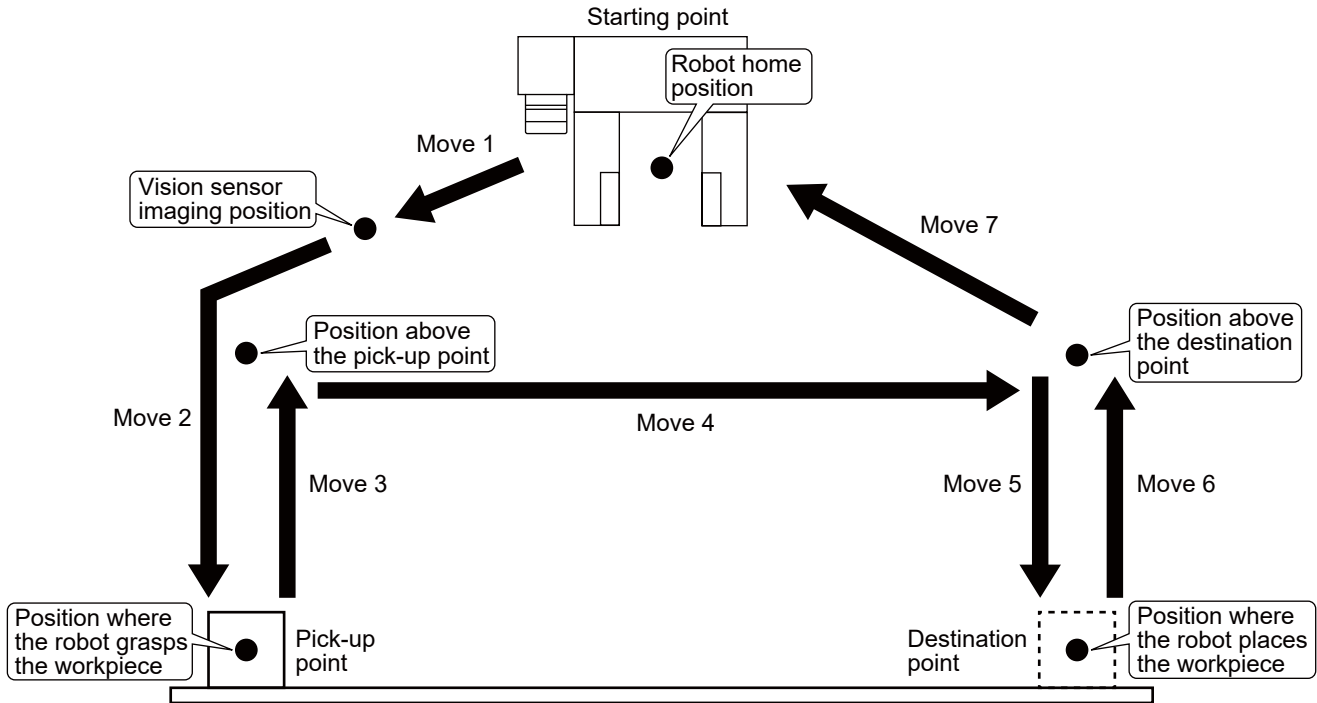 Starting point
Robot home
position
Move 1
Vision sensor
imaging position
Move 7
Position above
the pick-up point
Position above
the destination
point
Move 2
Move 4
Move 3
Move 5
Move 6
Position where
the robot grasps
the workpiece
Pick-up
point
Destination
point
Position where
the robot places
the workpiece